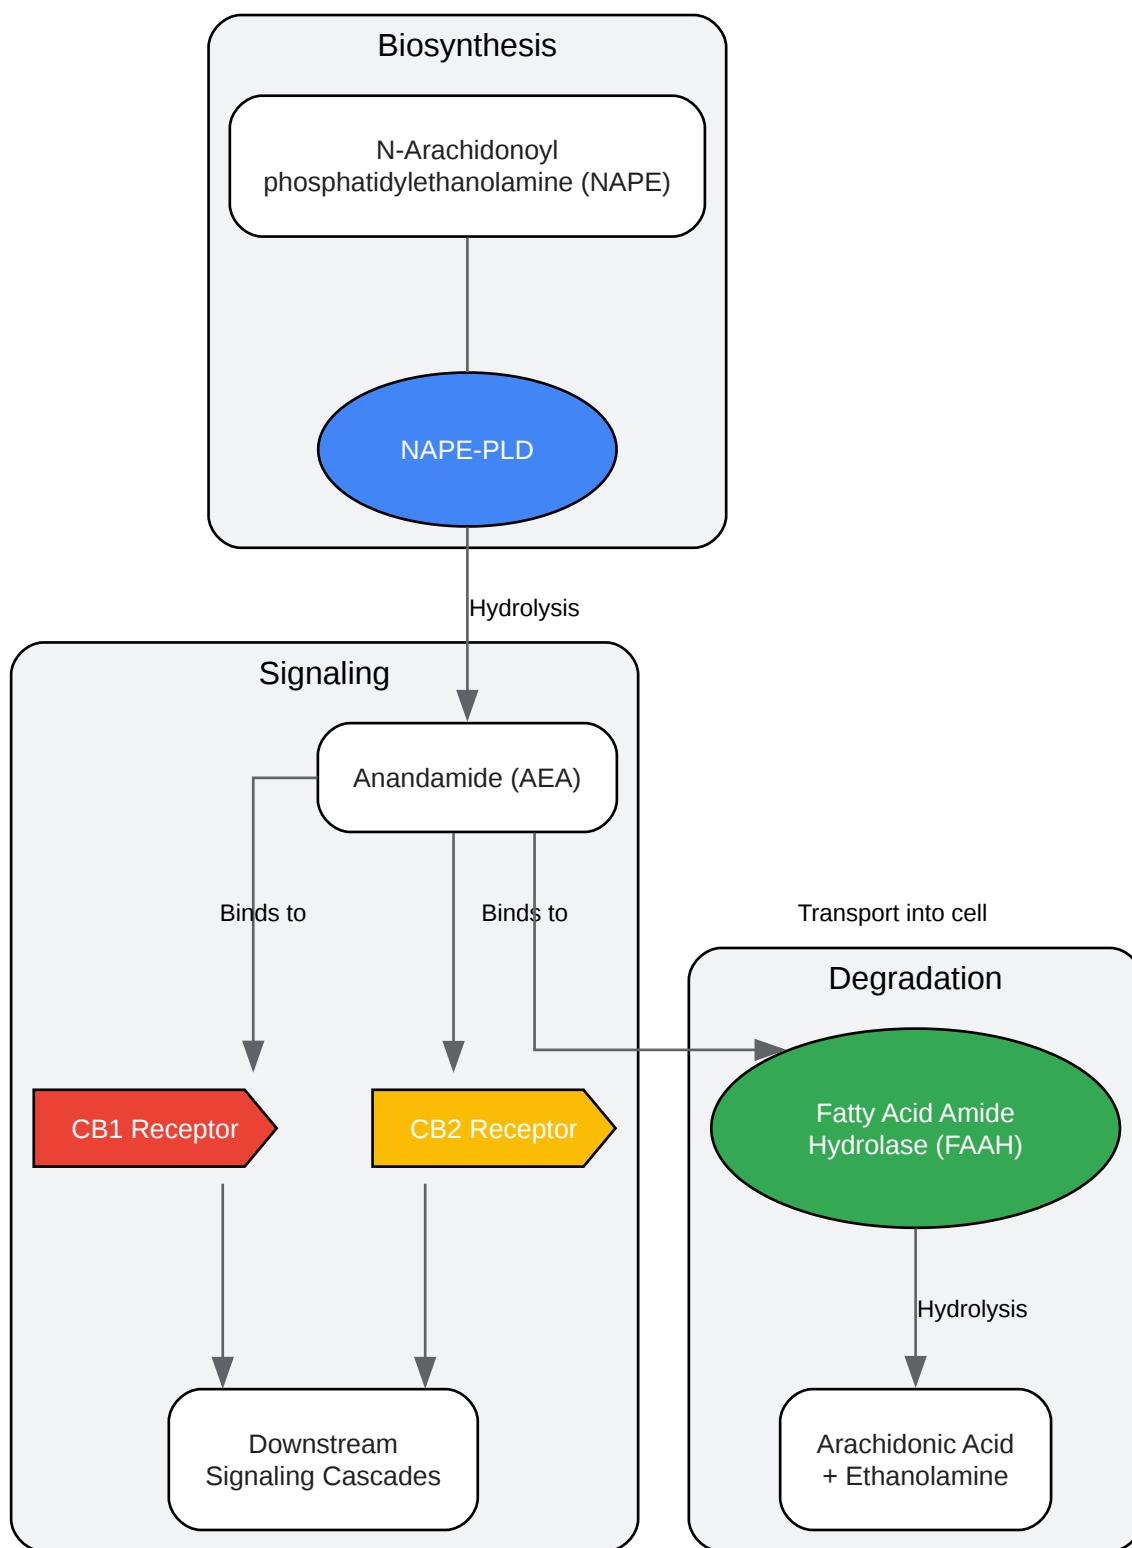 Biosynthesis
N-Arachidonoyl
phosphatidylethanolamine (NAPE)
NAPE-PLD
Hydrolysis
Signaling
Anandamide (AEA)
Binds to
Binds to
Transport into cell
Degradation
CB1 Receptor
CB2 Receptor
Fatty Acid Amide
Hydrolase (FAAH)
Hydrolysis
Downstream
Signaling Cascades
Arachidonic Acid
+ Ethanolamine